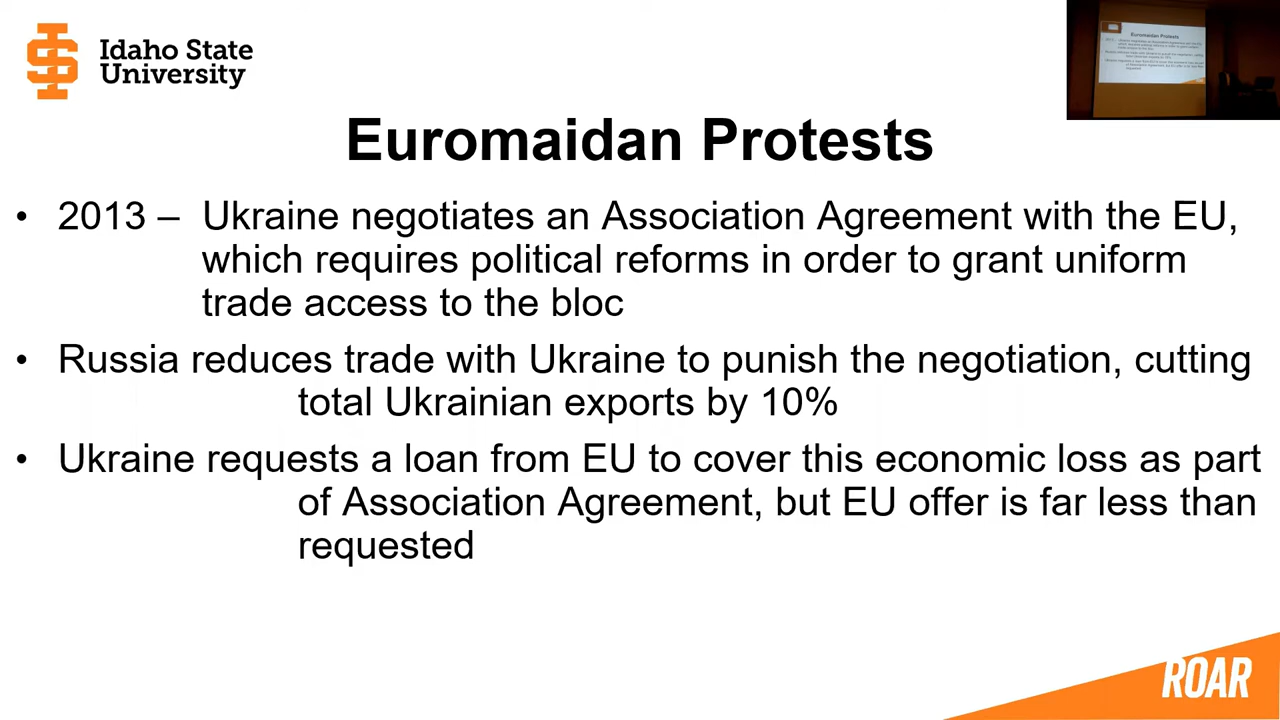 Idaho State
University
Euromaidan Protests
Euromaidan Protests
• 2013 – Ukraine negotiates an Association Agreement with the EU,
which requires political reforms in order to grant uniform
trade access to the bloc
• Russia reduces trade with Ukraine to punish the negotiation, cutting
total Ukrainian exports by 10%
• Ukraine requests a loan from EU to cover this economic loss as part
of Association Agreement, but EU offer is far less than
requested
ROAR